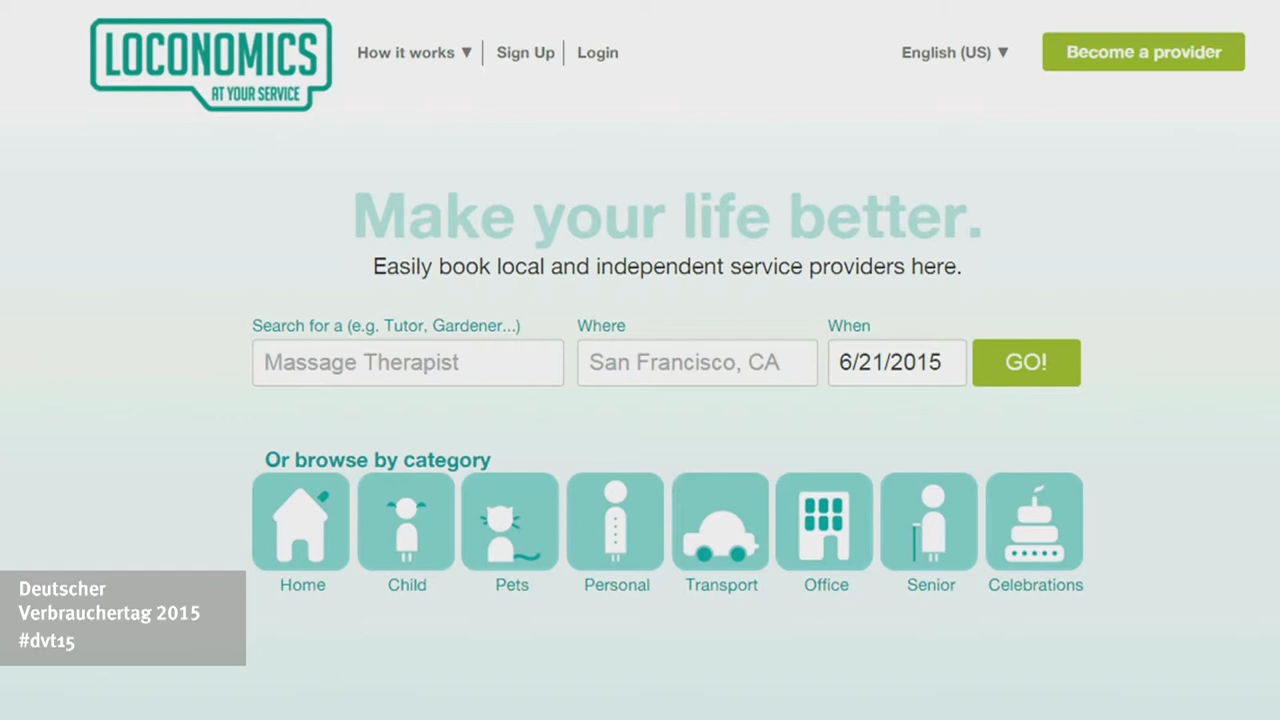 LOCONOMICS
AT YOUR SERVICE
How it works ▼ Sign Up Login English (US) ▼ Become a provider
Make your life better.
Easily book local and independent service providers here.
Search for a (e.g. Tutor, Gardener...) Where When
Massage Therapist San Francisco, CA 6/21/2015 GO!
Or browse by category
Home Child Pets Personal Transport Office Senior Celebrations
Deutscher
Verbrauchertag 2015
#dvt15